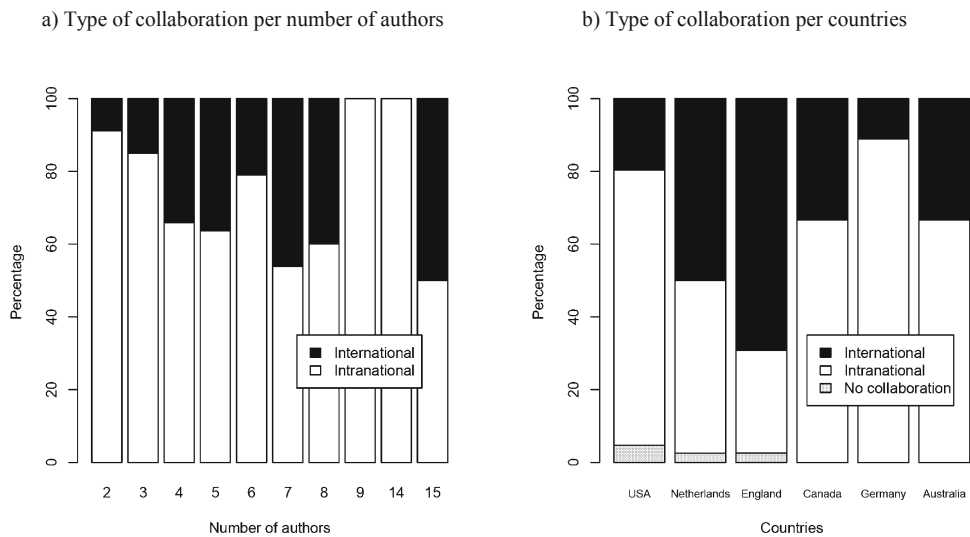 a) Type of collaboration per number of authors
Percentage
100
80
60
40
20
0
International
Intranational
2 3 4 5 6 7 8 9 14 15
Number of authors
b) Type of collaboration per countries
Percentage
100
80
60
40
20
0
International
Intranational
No collaboration
USA Netherlands England Canada Germany Australia
Countries